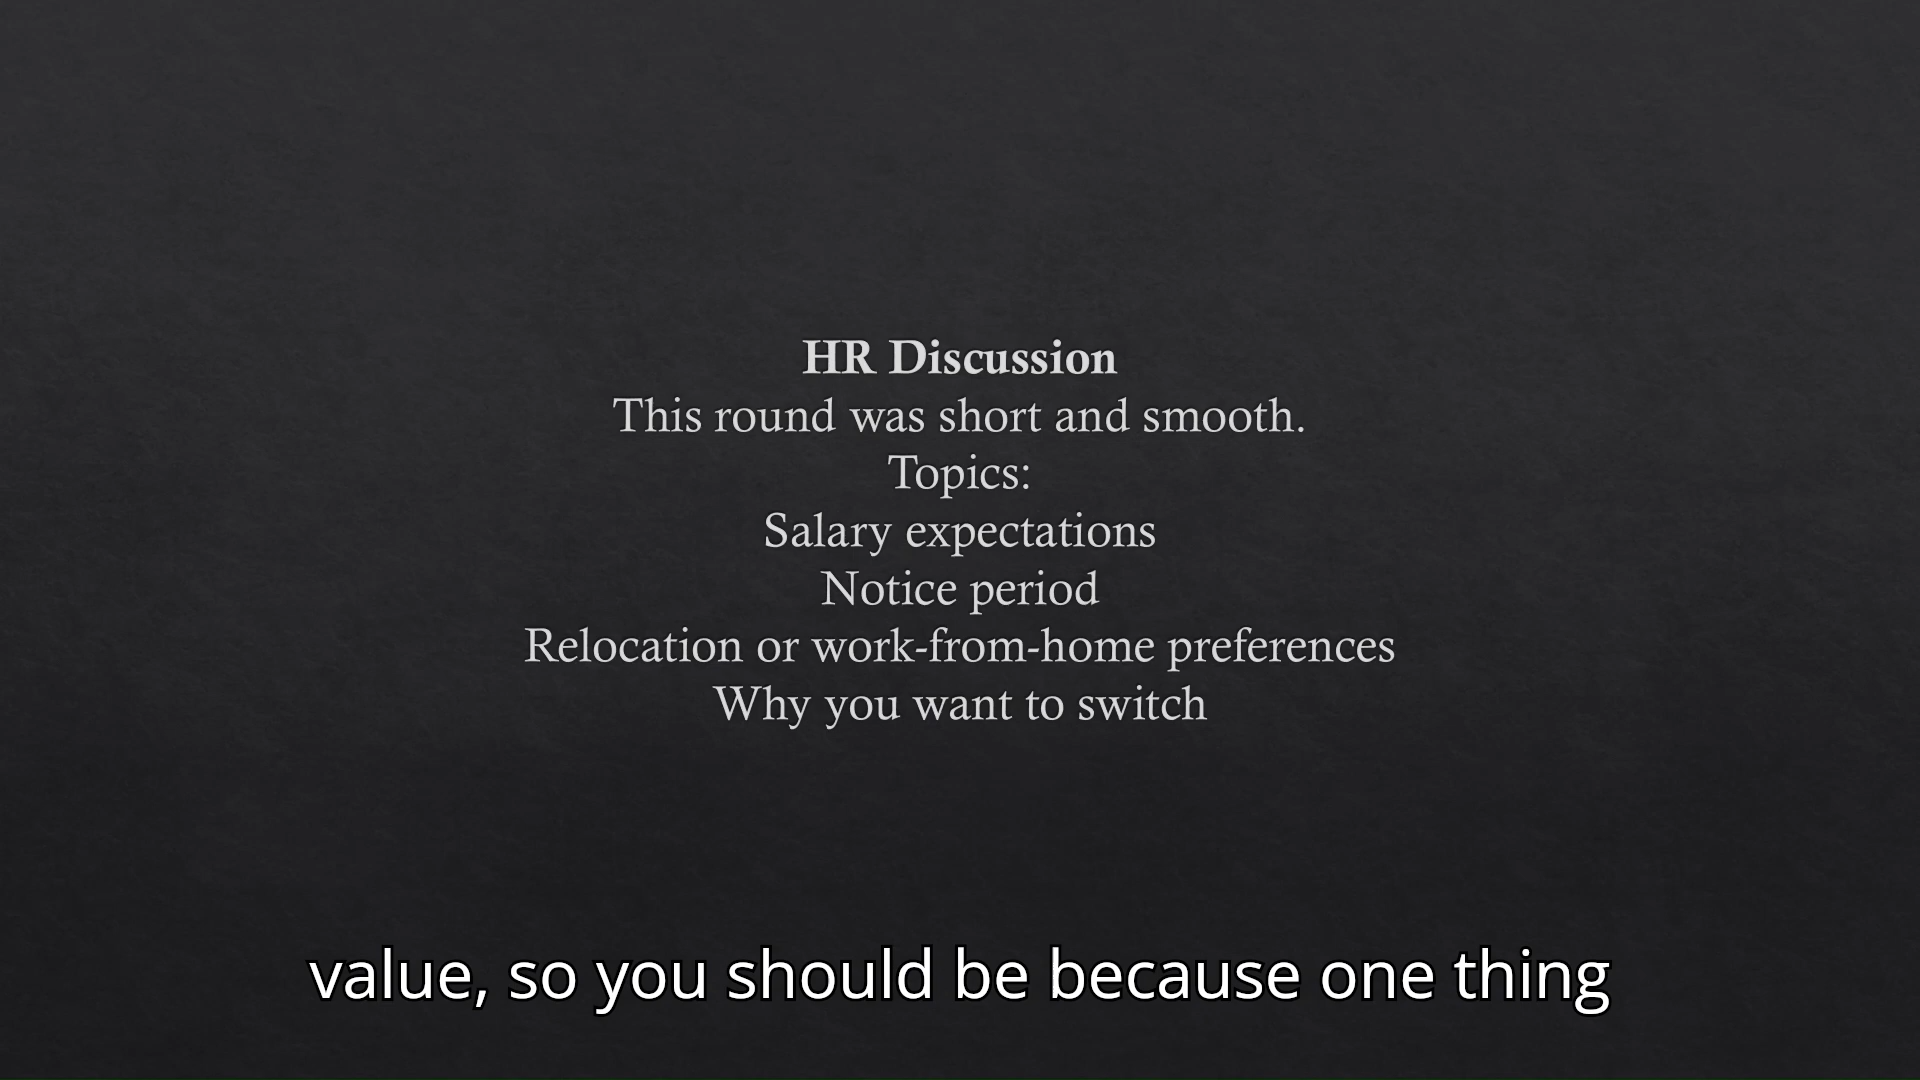 HR Discussion
This round was short and smooth.
Topics:
Salary expectations
Notice period
Relocation or work-from-home preferences
Why you want to switch
value, so you should be because one thing